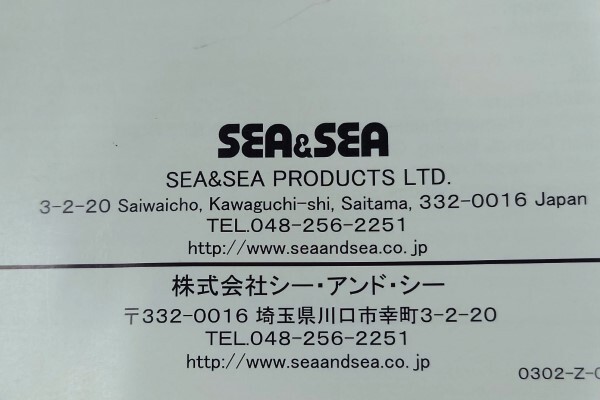 SEA&SEA
SEA&SEA PRODUCTS LTD.
3-2-20 Saiwaicho, Kawaguchi-shi, Saitama, 332-0016 Japan
TEL.048-256-2251
http://www.seaandsea.co.jp
株式会社シー・アンド・シー
〒332-0016 埼玉県川口市幸町3-2-20
TEL.048-256-2251
http://www.seaandsea.co.jp
0302-Z-